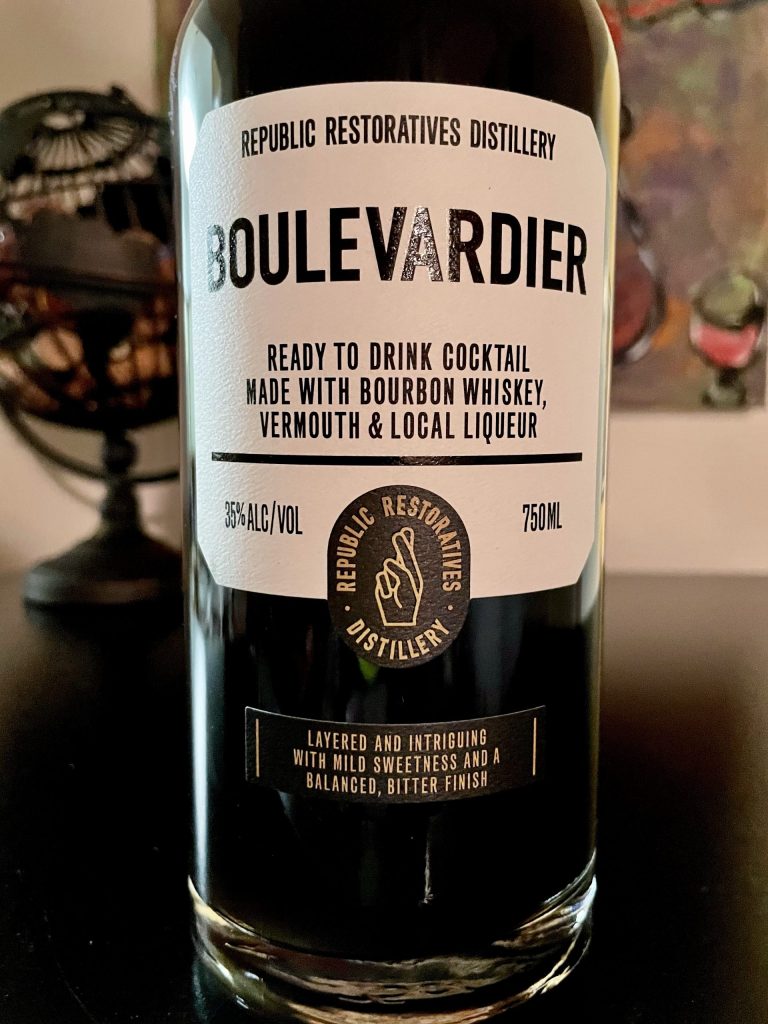 REPUBLIC RESTORATIVES DISTILLERY
BOULEVARDIER
READY TO DRINK COCKTAIL
MADE WITH BOURBON WHISKEY,
VERMOUTH & LOCAL LIQUEUR
35% ALC/VOL
750ML
· REPUBLIC RESTORATIVES ·
DISTILLERY
LAYERED AND INTRIGUING
WITH MILD SWEETNESS AND A
BALANCED, BITTER FINISH